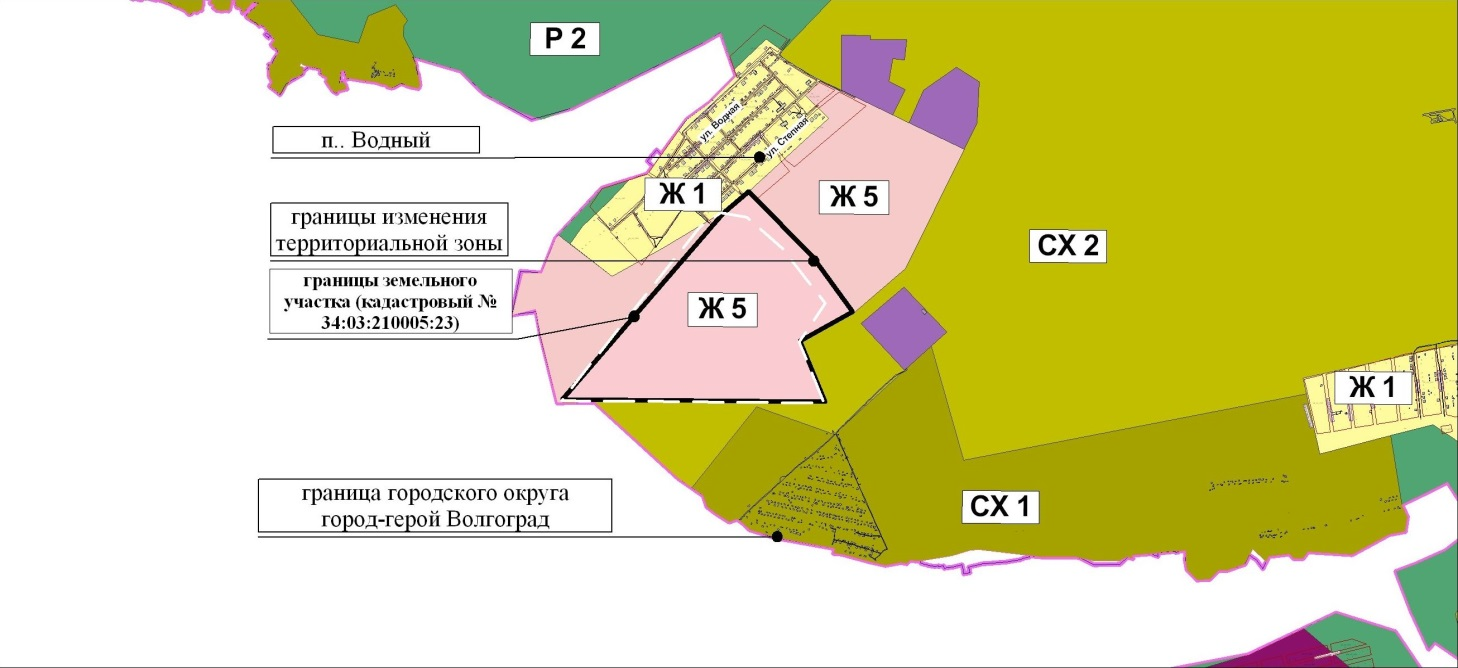 Р 2
п.. Водный
ул. Водная
ул. Степная
Ж 1
Ж 5
границы изменения
территориальной зоны
СХ 2
границы земельного
участка (кадастровый №
34:03:210005:23)
Ж 5
Ж 1
граница городского округа
город-герой Волгоград
СХ 1